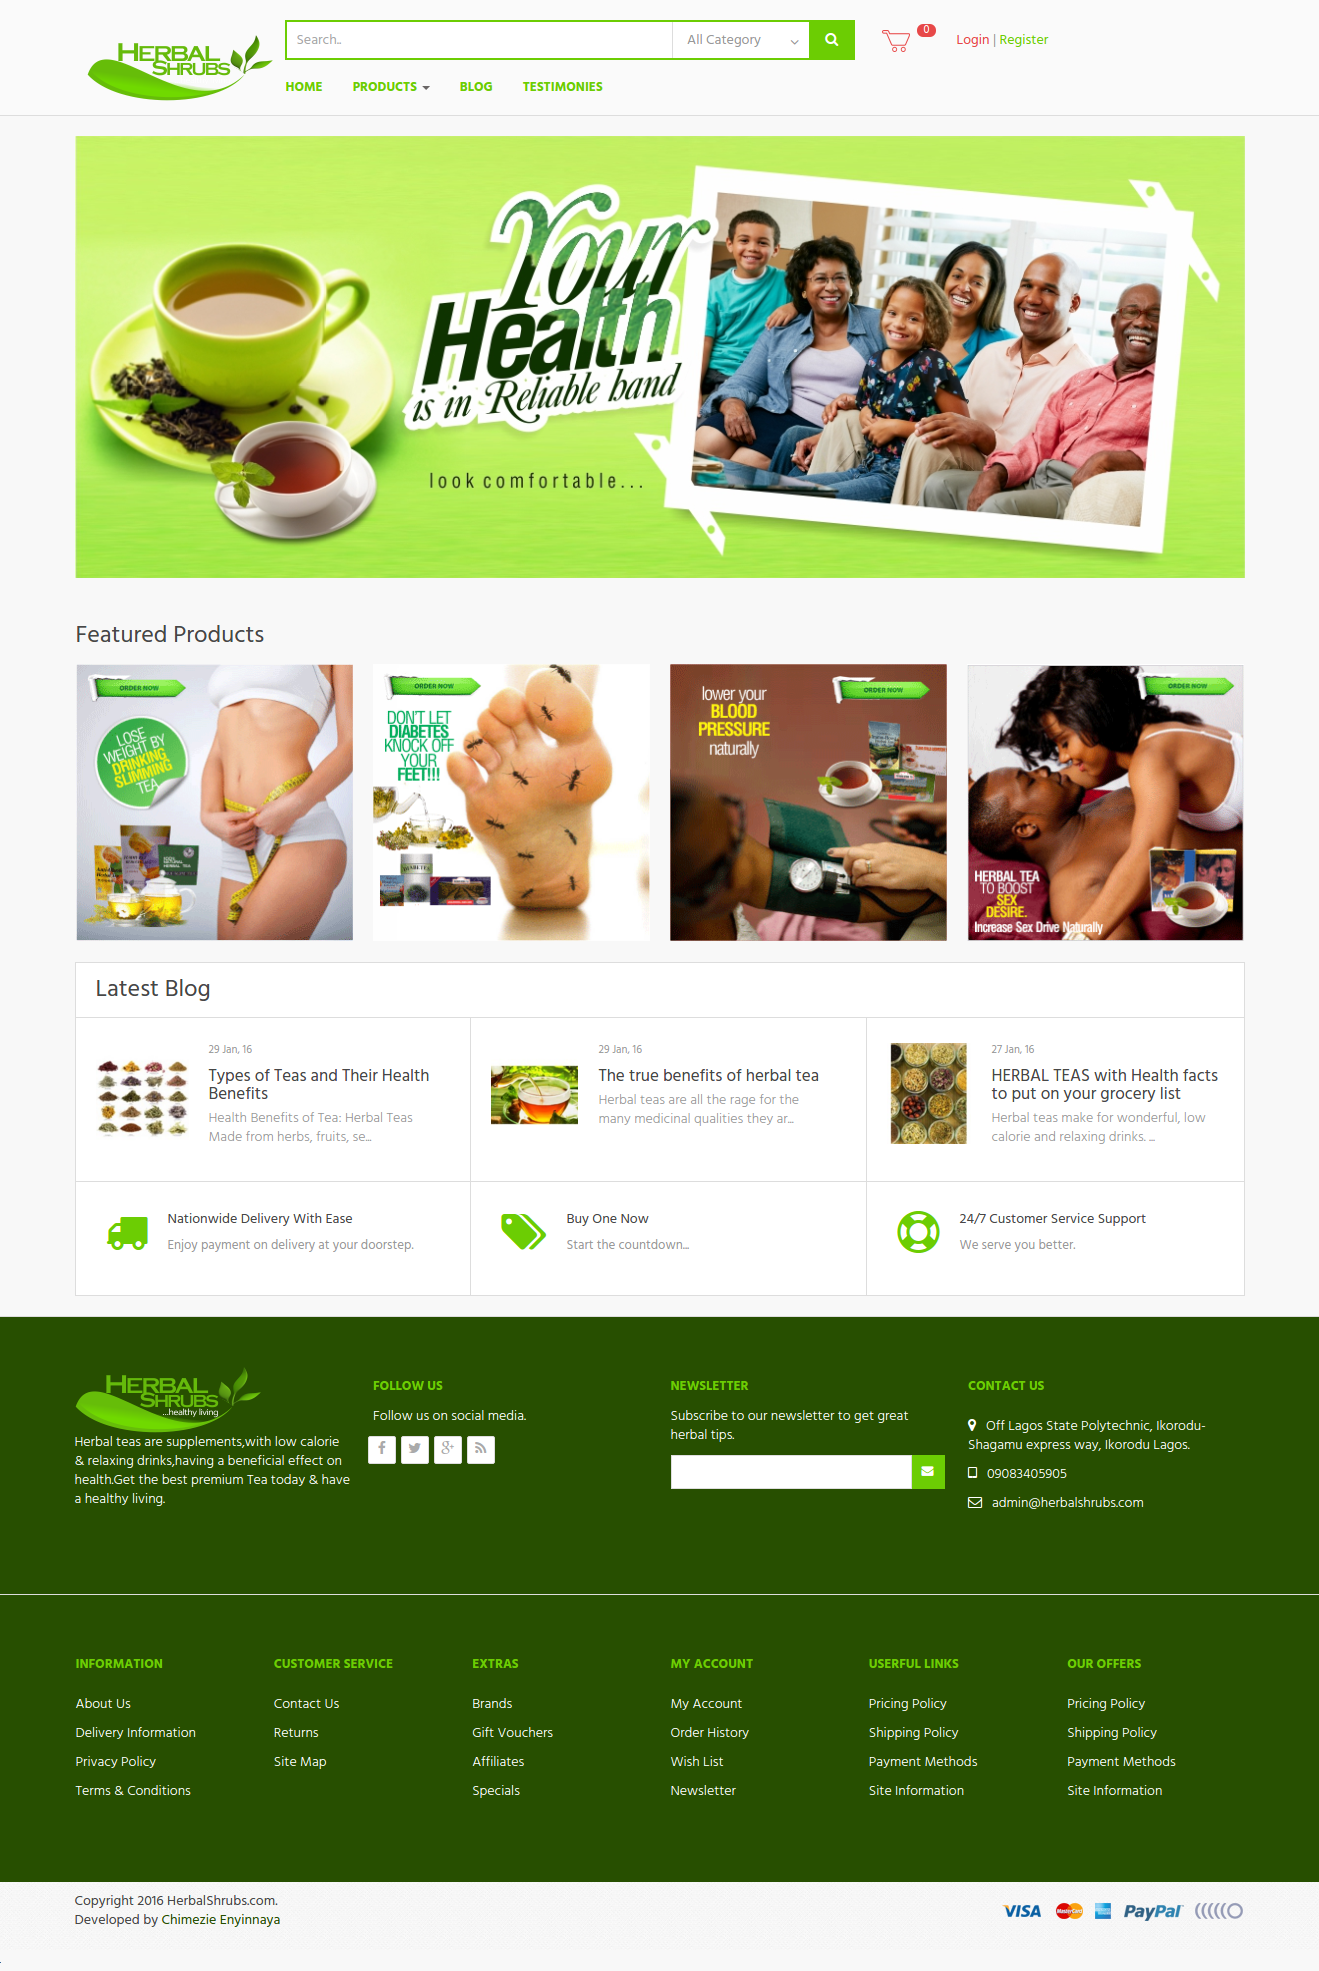 HERBAL
SHRUBS
Search..
All Category
0
Login | Register
HOME
PRODUCTS
BLOG
TESTIMONIES
Your
Health
is in Reliable hand
look comfortable...
Featured Products
ORDER NOW
LOSE
WEIGHT BY
DRINKING
SLIMMING
TEA
ORDER NOW
DON'T LET
DIABETES
KNOCK OFF
YOUR
FEET!!!
ORDER NOW
lower your
BLOOD
PRESSURE
naturally
ORDER NOW
HERBAL TEA
TO BOOST
SEX
DESIRE.
Increase Sex Drive Naturally
Latest Blog
29 Jan, 16
Types of Teas and Their Health
Benefits
Health Benefits of Tea: Herbal Teas
Made from herbs, fruits, se...
29 Jan, 16
The true benefits of herbal tea
Herbal teas are all the rage for the
many medicinal qualities they ar...
27 Jan, 16
HERBAL TEAS with Health facts
to put on your grocery list
Herbal teas make for wonderful, low
calorie and relaxing drinks. ...
Nationwide Delivery With Ease
Enjoy payment on delivery at your doorstep.
Buy One Now
Start the countdown...
24/7 Customer Service Support
We serve you better.
HERBAL
SHRUBS
...healthy living
Herbal teas are supplements,with low calorie
& relaxing drinks,having a beneficial effect on
health.Get the best premium Tea today & have
a healthy living.
FOLLOW US
Follow us on social media.
NEWSLETTER
Subscribe to our newsletter to get great
herbal tips.
CONTACT US
Off Lagos State Polytechnic, Ikorodu-
Shagamu express way, Ikorodu Lagos.
09083405905
admin@herbalshrubs.com
INFORMATION
About Us
Delivery Information
Privacy Policy
Terms & Conditions
CUSTOMER SERVICE
Contact Us
Returns
Site Map
EXTRAS
Brands
Gift Vouchers
Affiliates
Specials
MY ACCOUNT
My Account
Order History
Wish List
Newsletter
USERFUL LINKS
Pricing Policy
Shipping Policy
Payment Methods
Site Information
OUR OFFERS
Pricing Policy
Shipping Policy
Payment Methods
Site Information
Copyright 2016 HerbalShrubs.com.
Developed by Chimezie Enyinnaya
VISA
MasterCard
PayPal